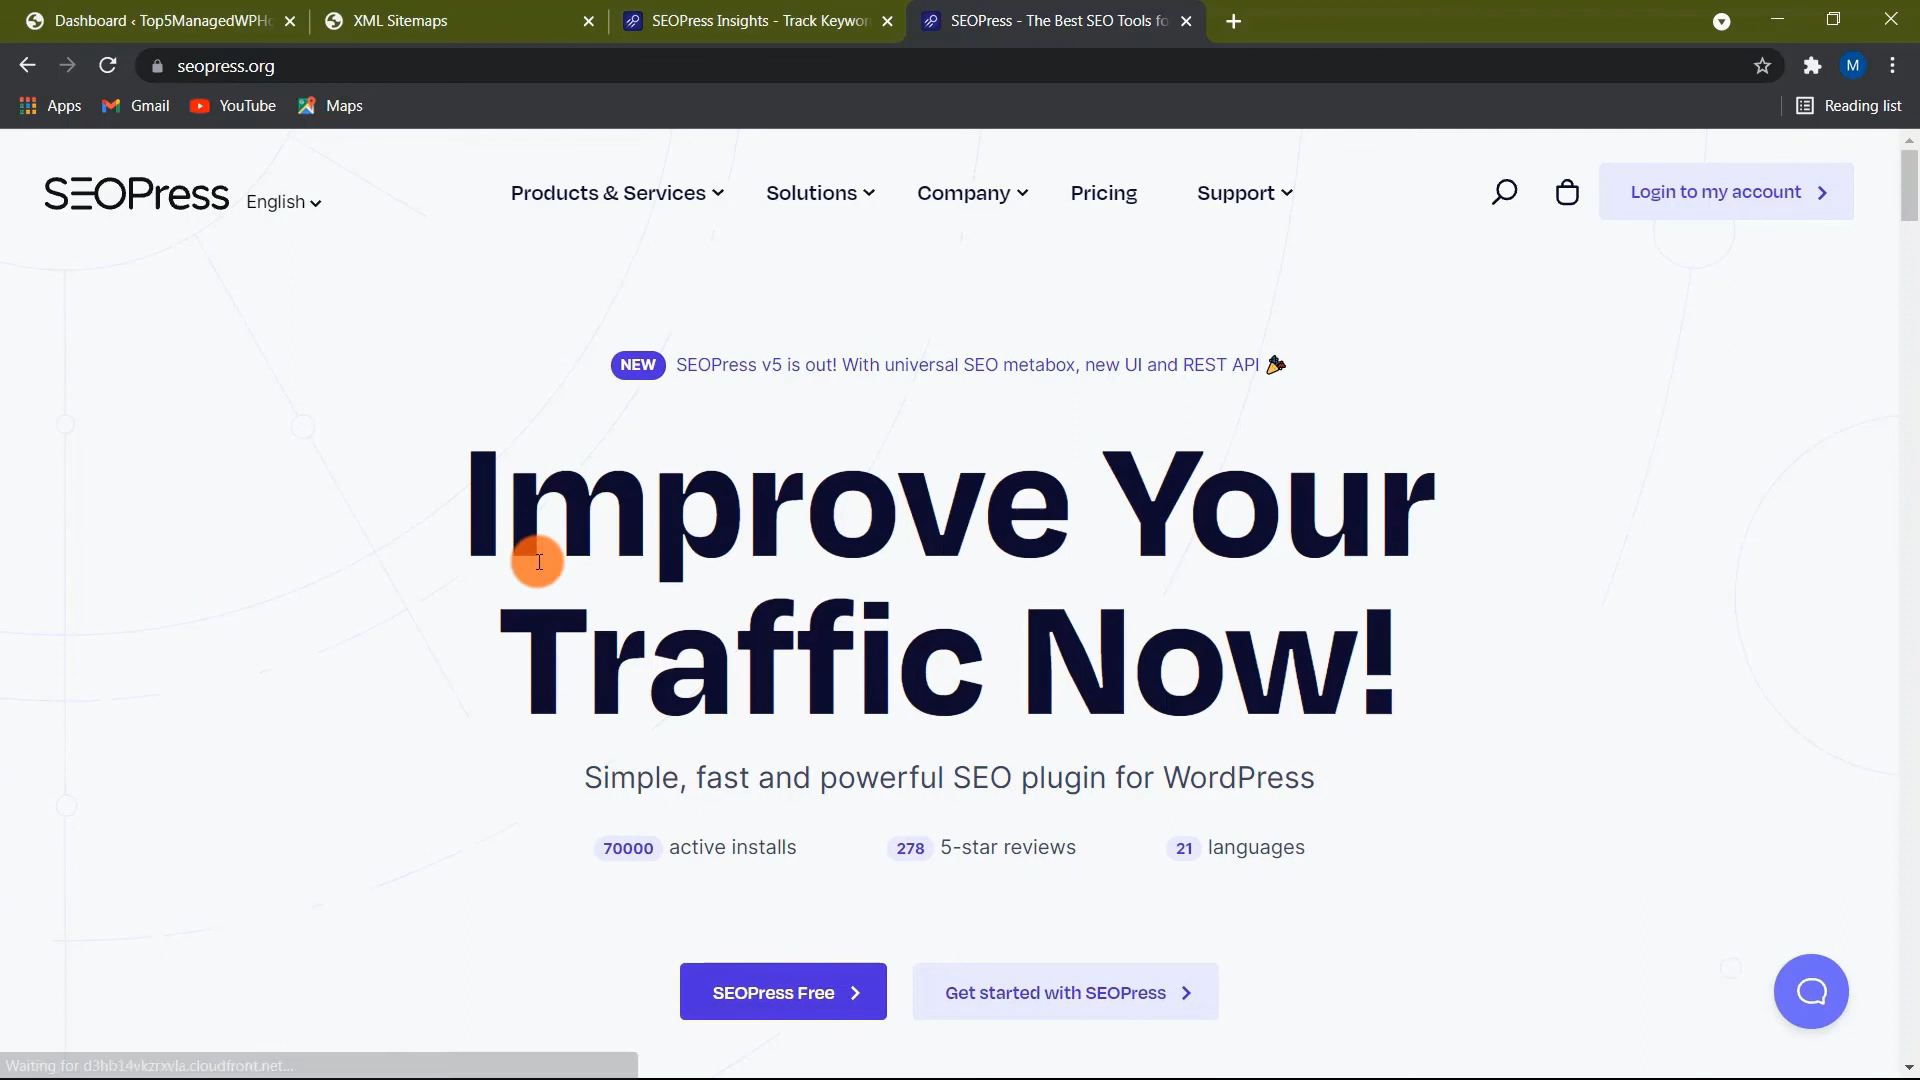 Dashboard ‹ Top5ManagedWPHo
XML Sitemaps
SEOPress Insights - Track Keywor
SEOPress - The Best SEO Tools fo
seopress.org
M
Apps
Gmail
YouTube
Maps
Reading list
SEOPress
English
Products & Services
Solutions
Company
Pricing
Support
Login to my account
NEW SEOPress v5 is out! With universal SEO metabox, new UI and REST API
Improve Your
Traffic Now!
Simple, fast and powerful SEO plugin for WordPress
70000 active installs
278 5-star reviews
21 languages
SEOPress Free
Get started with SEOPress
Waiting for